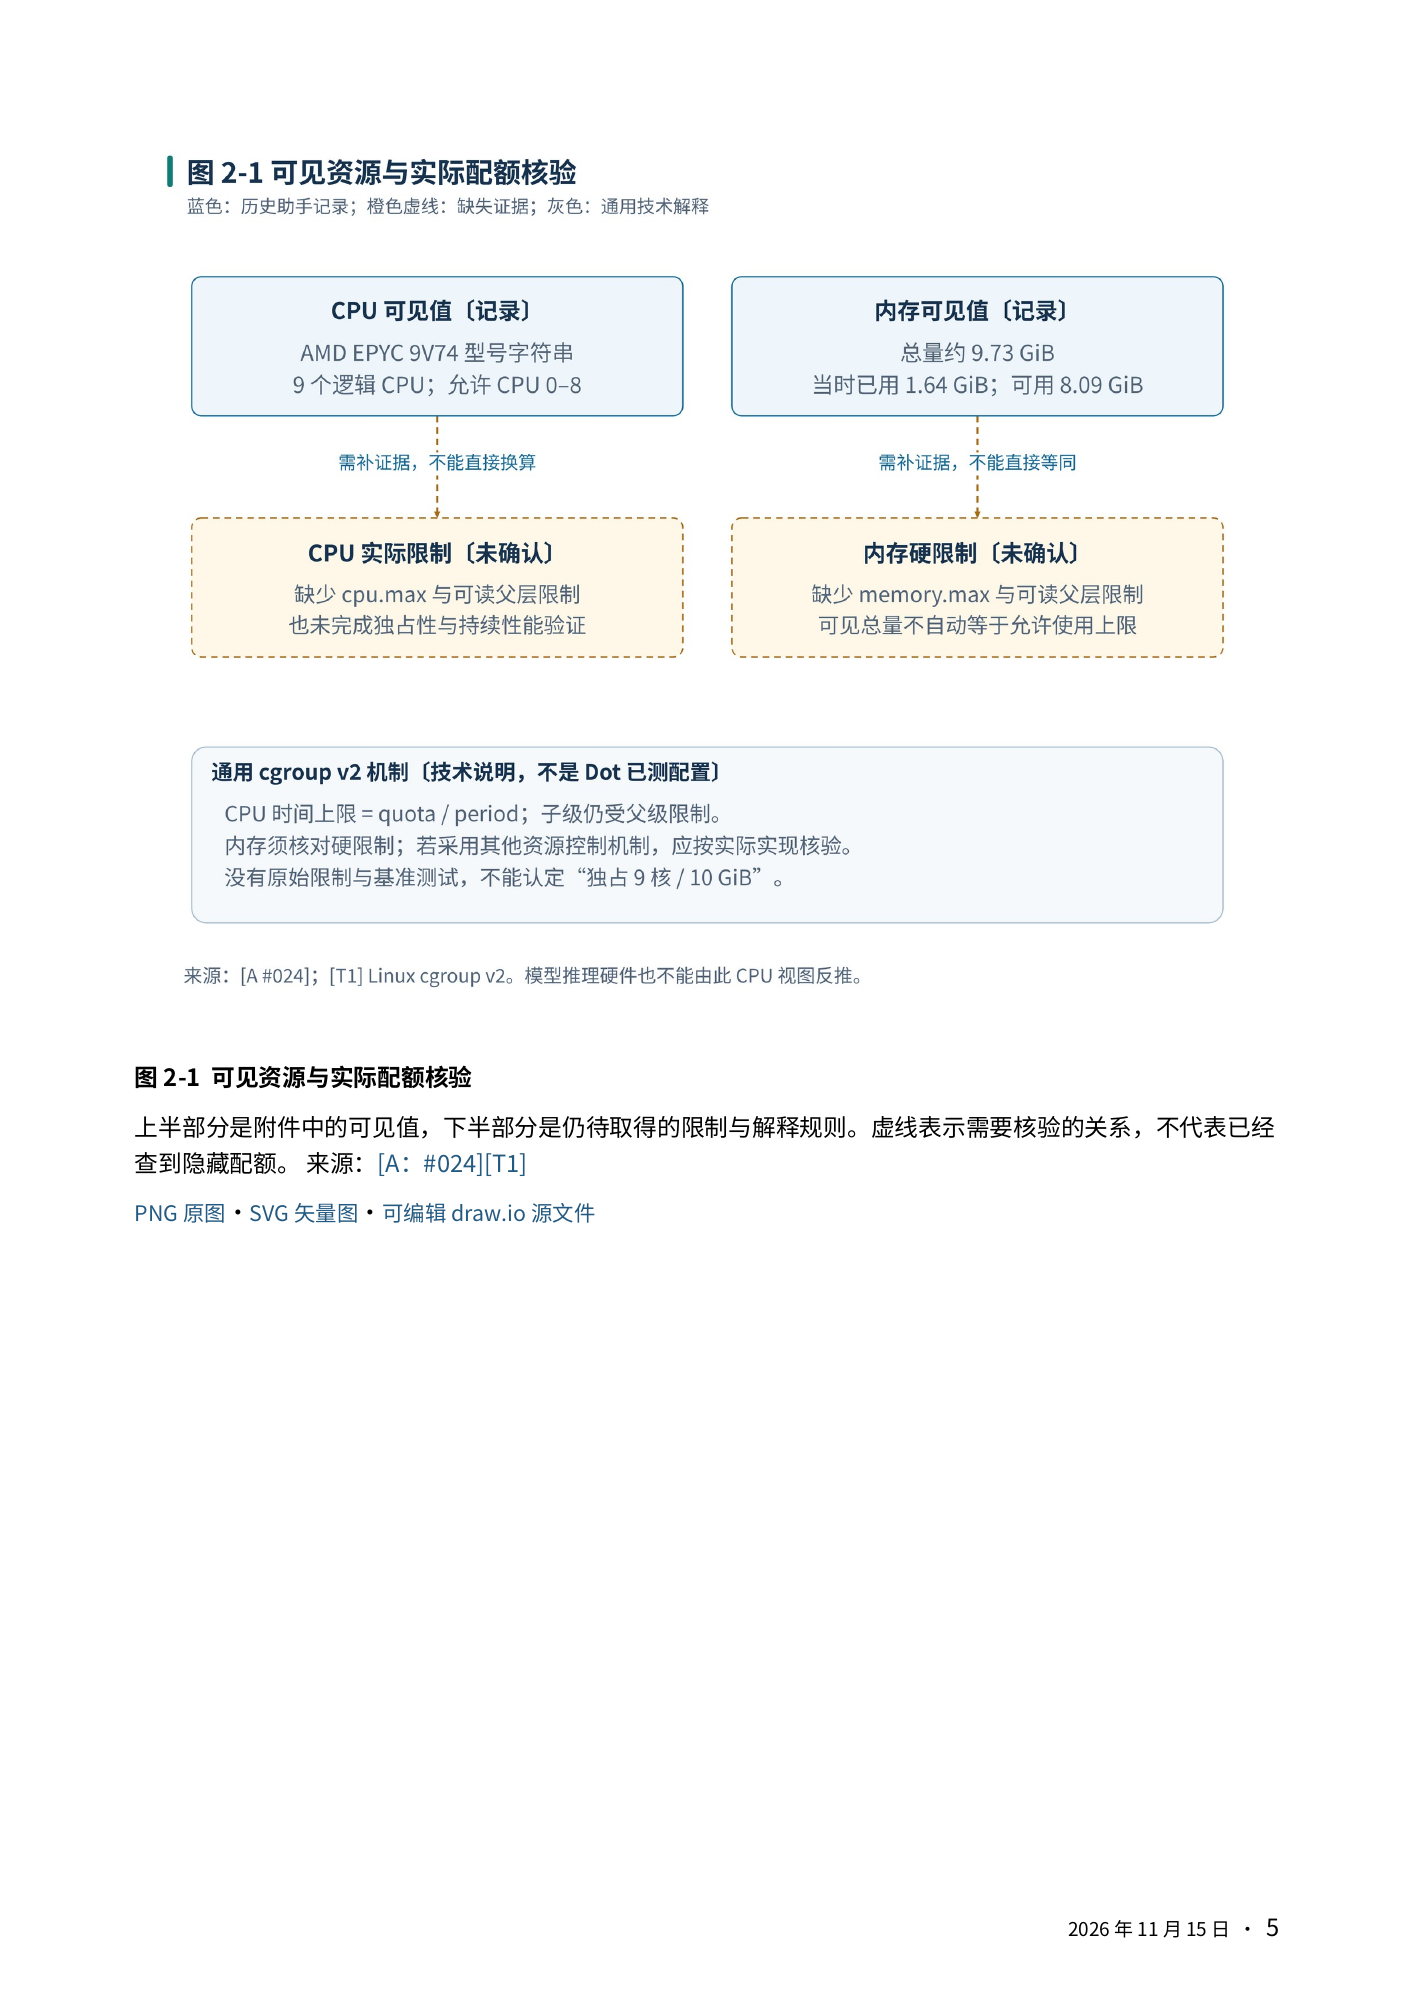 图 2-1 可见资源与实际配额核验
蓝色：历史助手记录；橙色虚线：缺失证据；灰色：通用技术解释
CPU 可见值〔记录〕
AMD EPYC 9V74 型号字符串
9 个逻辑 CPU；允许 CPU 0–8
内存可见值〔记录〕
总量约 9.73 GiB
当时已用 1.64 GiB；可用 8.09 GiB
需补证据，不能直接换算
需补证据，不能直接等同
CPU 实际限制〔未确认〕
缺少 cpu.max 与可读父层限制
也未完成独占性与持续性能验证
内存硬限制〔未确认〕
缺少 memory.max 与可读父层限制
可见总量不自动等于允许使用上限
通用 cgroup v2 机制〔技术说明，不是 Dot 已测配置〕
CPU 时间上限 = quota / period；子级仍受父级限制。
内存须核对硬限制；若采用其他资源控制机制，应按实际实现核验。
没有原始限制与基准测试，不能认定“独占 9 核 / 10 GiB”。
来源：[A #024]；[T1] Linux cgroup v2。模型推理硬件也不能由此 CPU 视图反推。
图 2-1 可见资源与实际配额核验
上半部分是附件中的可见值，下半部分是仍待取得的限制与解释规则。虚线表示需要核验的关系，不代表已经
查到隐藏配额。 来源：[A：#024][T1]
PNG 原图・SVG 矢量图・可编辑 draw.io 源文件
2026 年 11 月 15 日 ・ 5